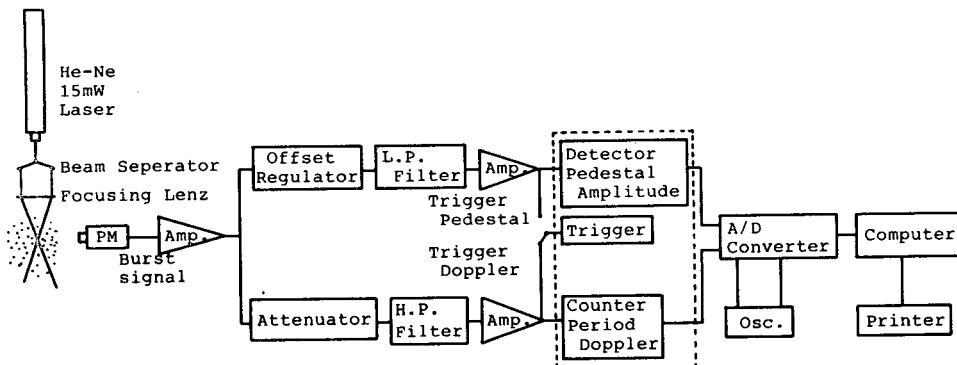 He-Ne
15mW
Laser
Beam Seperator
Focusing Lenz
PM
Burst
signal
Amp.
Offset
Regulator
L.P.
Filter
Amp.
Trigger
Pedestal
Detector
Pedestal
Amplitude
Trigger
Trigger
Doppler
Attenuator
H.P.
Filter
Amp.
Counter
Period
Doppler
A/D
Converter
Computer
Osc.
Printer